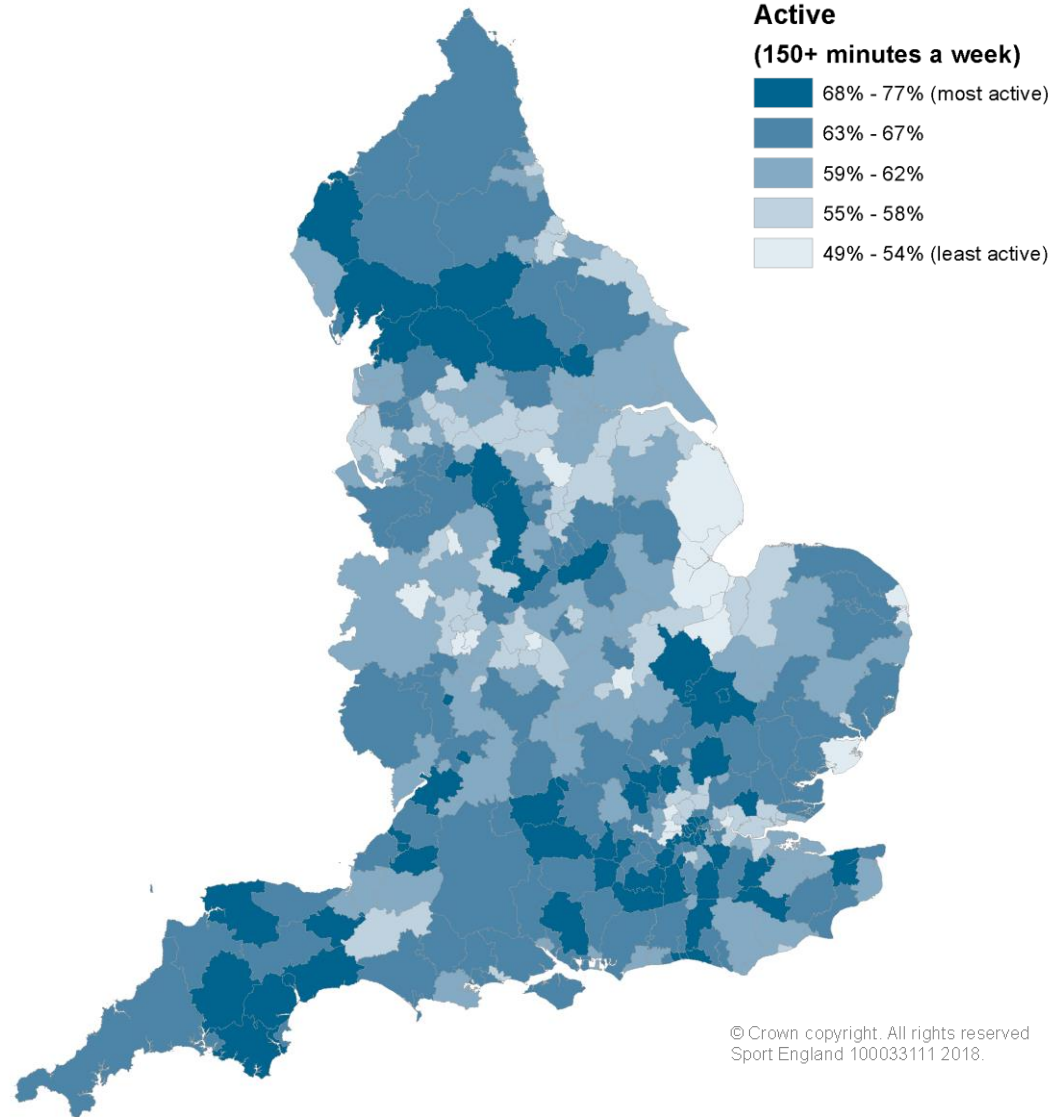 Active
(150+ minutes a week)
68% - 77% (most active)
63% - 67%
59% - 62%
55% - 58%
49% - 54% (least active)
© Crown copyright. All rights reserved
Sport England 100033111 2018.